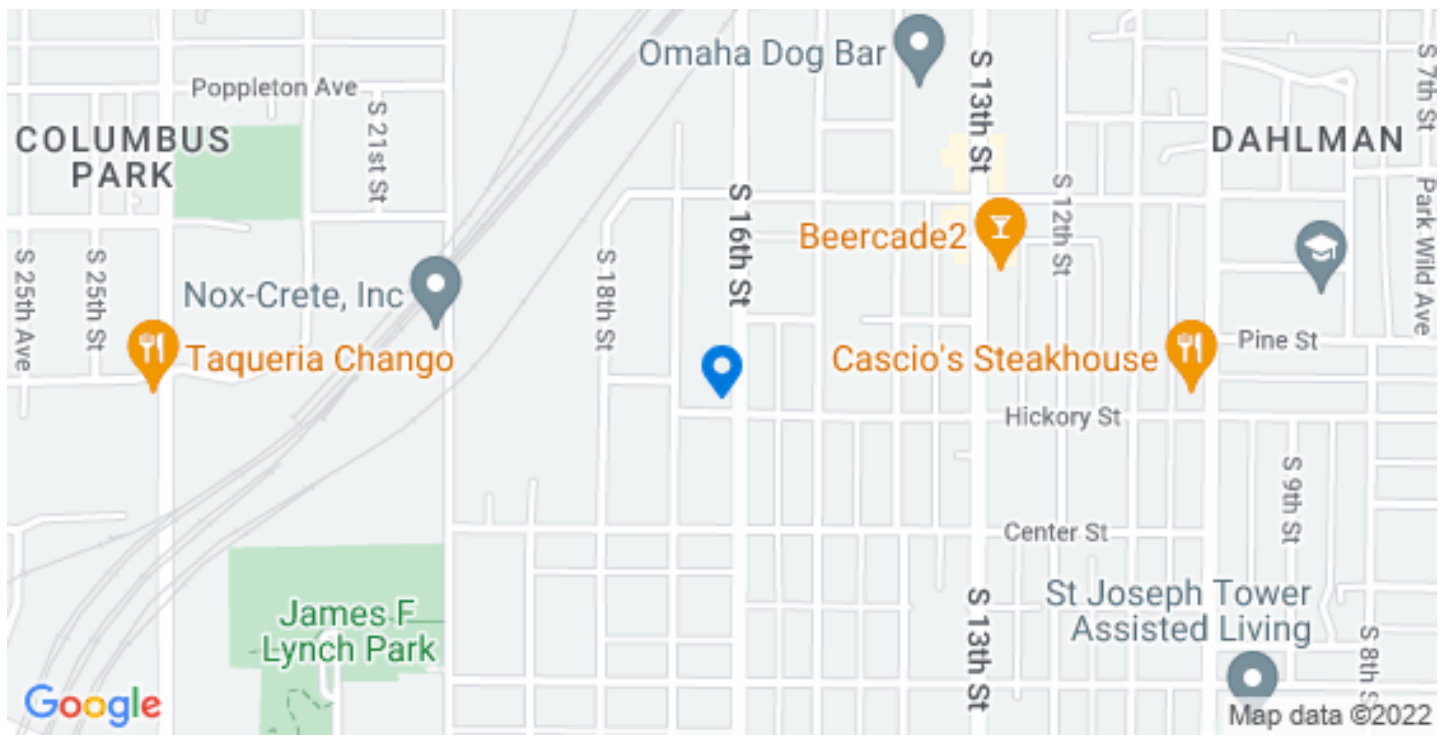 Omaha Dog Bar
Poppleton Ave
S 7th St
S 13th St
S 21st St
COLUMBUS
PARK
DAHLMAN
S 16th St
S 12th St
Park Wild Ave
Beercade2
S 25th Ave
S 25th St
S 18th St
Nox-Crete, Inc
Pine St
Taqueria Chango
Cascio's Steakhouse
Hickory St
S 9th St
Center St
James F
Lynch Park
S 13th St
St Joseph Tower
Assisted Living
S 8th S
Google
Map data ©2022